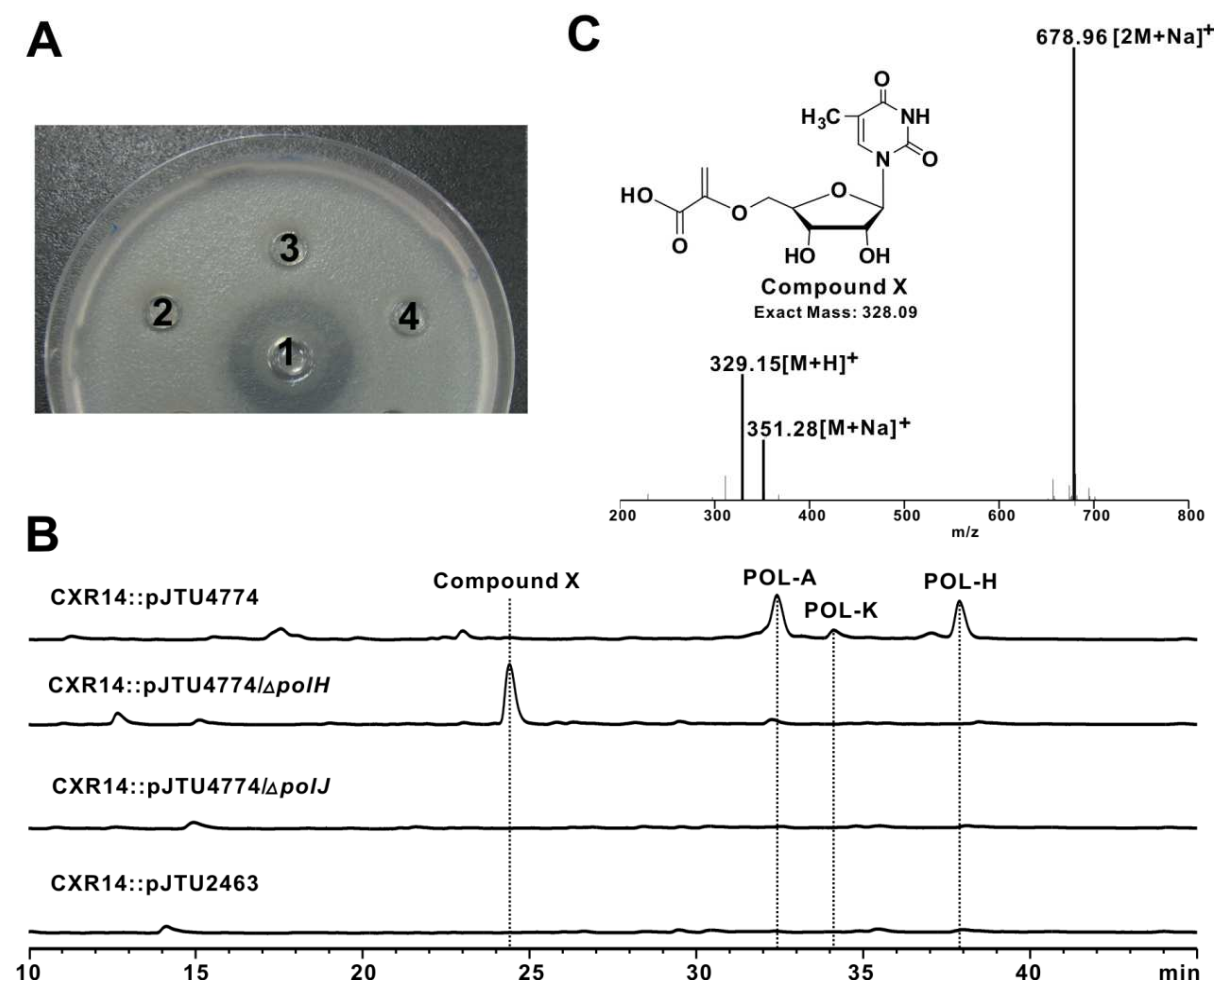 A
3
2
4
1
C
678.96 [2M+Na]+
O
H3C
NH
N
O
HO
O
O
O
HO
OH
Compound X
Exact Mass: 328.09
329.15[M+H]+
351.28[M+Na]+
200 300 400 500 600 700 800
m/z
B
Compound X
POL-A
POL-K
POL-H
CXR14::pJTU4774
CXR14::pJTU4774/ΔpolH
CXR14::pJTU4774/ΔpolJ
CXR14::pJTU2463
10 15 20 25 30 35 40 min